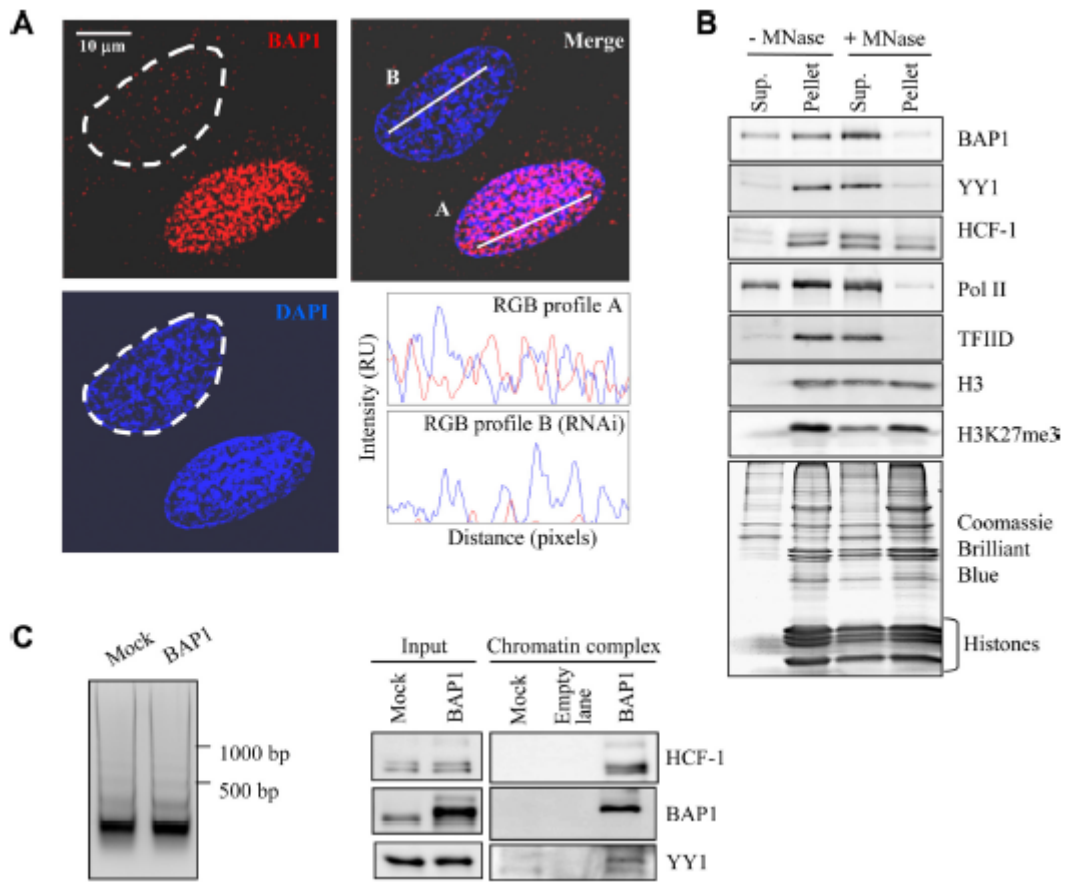 A
BAP1
10 μm
Merge
B
A
DAPI
RGB profile A
RGB profile B (RNAi)
Intensity (RU)
Distance (pixels)
B
- MNase + MNase
Sup. Pellet Sup. Pellet
BAP1
YY1
HCF-1
Pol II
TFIID
H3
H3K27me3
Coomassie
Brilliant
Blue
Histones
C
Mock BAP1
1000 bp
500 bp
Input Chromatin complex
Mock BAP1 Mock Empty lane BAP1
HCF-1
BAP1
YY1